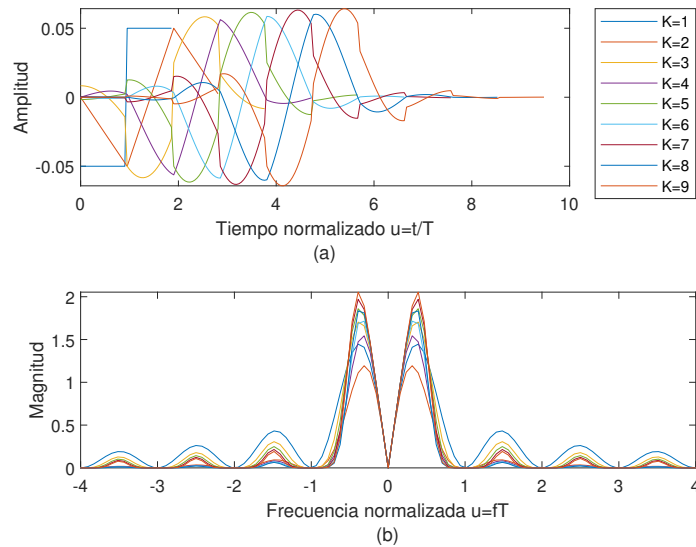 0.05
0
-0.05
Amplitud
0 2 4 6 8 10
Tiempo normalizado u=t/T
(a)
K=1
K=2
K=3
K=4
K=5
K=6
K=7
K=8
K=9
2
1.5
1
0.5
0
Magnitud
-4 -3 -2 -1 0 1 2 3 4
Frecuencia normalizada u=fT
(b)